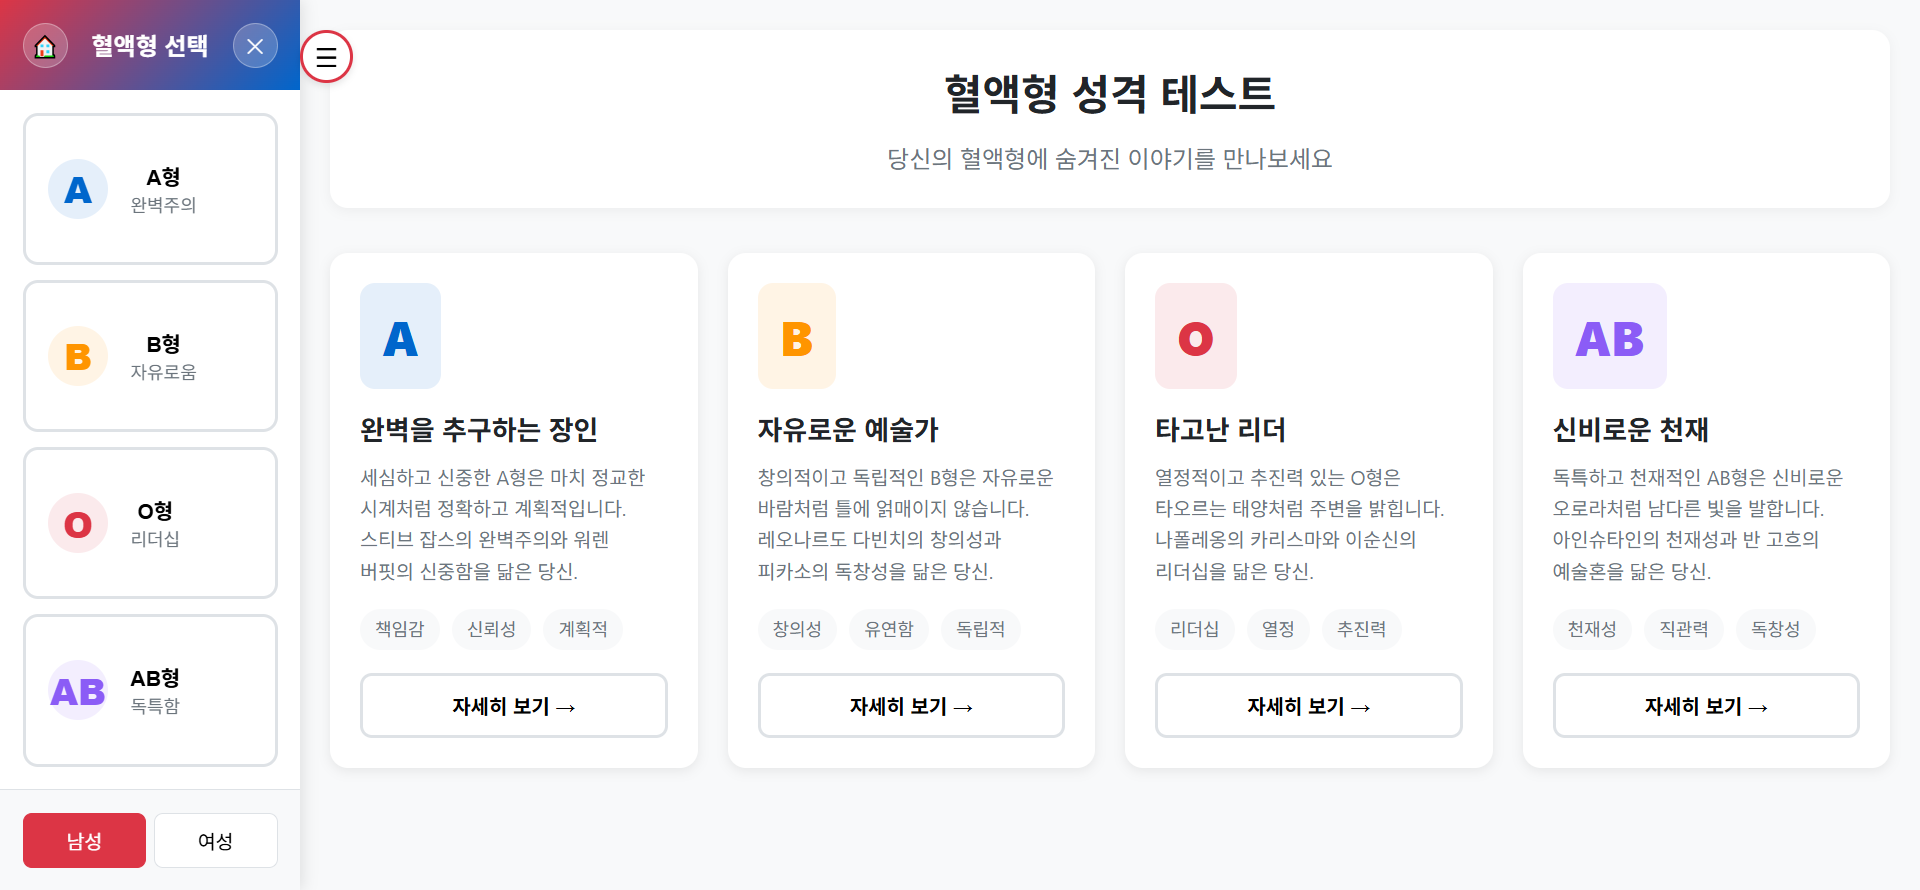 혈액형 선택
A
A형
완벽주의
B
B형
자유로움
O
O형
리더십
AB
AB형
독특함
남성
여성
혈액형 성격 테스트
당신의 혈액형에 숨겨진 이야기를 만나보세요
A
완벽을 추구하는 장인
세심하고 신중한 A형은 마치 정교한
시계처럼 정확하고 계획적입니다.
스티브 잡스의 완벽주의와 워렌
버핏의 신중함을 닮은 당신.
책임감 신뢰성 계획적
자세히 보기 →
B
자유로운 예술가
창의적이고 독립적인 B형은 자유로운
바람처럼 틀에 얽매이지 않습니다.
레오나르도 다빈치의 창의성과
피카소의 독창성을 닮은 당신.
창의성 유연함 독립적
자세히 보기 →
O
타고난 리더
열정적이고 추진력 있는 O형은
타오르는 태양처럼 주변을 밝힙니다.
나폴레옹의 카리스마와 이순신의
리더십을 닮은 당신.
리더십 열정 추진력
자세히 보기 →
AB
신비로운 천재
독특하고 천재적인 AB형은 신비로운
오로라처럼 남다른 빛을 발합니다.
아인슈타인의 천재성과 반 고흐의
예술혼을 닮은 당신.
천재성 직관력 독창성
자세히 보기 →